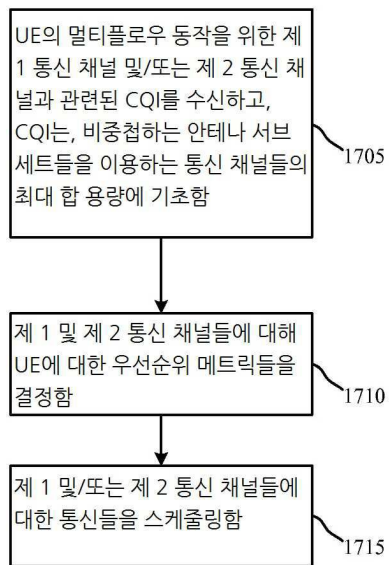 UE의 멀티플로우 동작을 위한 제
1 통신 채널 및/또는 제 2 통신 채
널과 관련된 CQI를 수신하고,
CQI는, 비중첩하는 안테나 서브
세트들을 이용하는 통신 채널들의
최대 합 용량에 기초함
1705
제 1 및 제 2 통신 채널들에 대해
UE에 대한 우선순위 메트릭들을
결정함
1710
제 1 및/또는 제 2 통신 채널들에
대한 통신들을 스케줄링함
1715